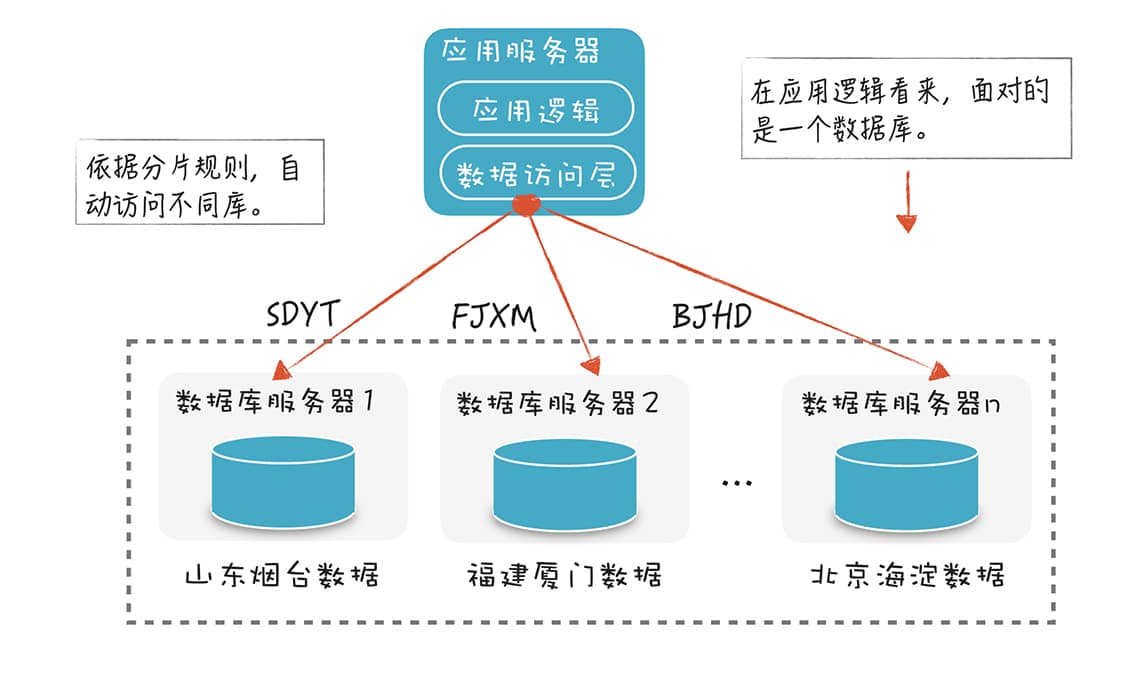 应用服务器
应用逻辑
数据访问层
在应用逻辑看来，面对的
是一个数据库。
依据分片规则，自
动访问不同库。
SDYT
FJXM
BJHD
数据库服务器1
数据库服务器2
数据库服务器n
...
山东烟台数据
福建厦门数据
北京海淀数据